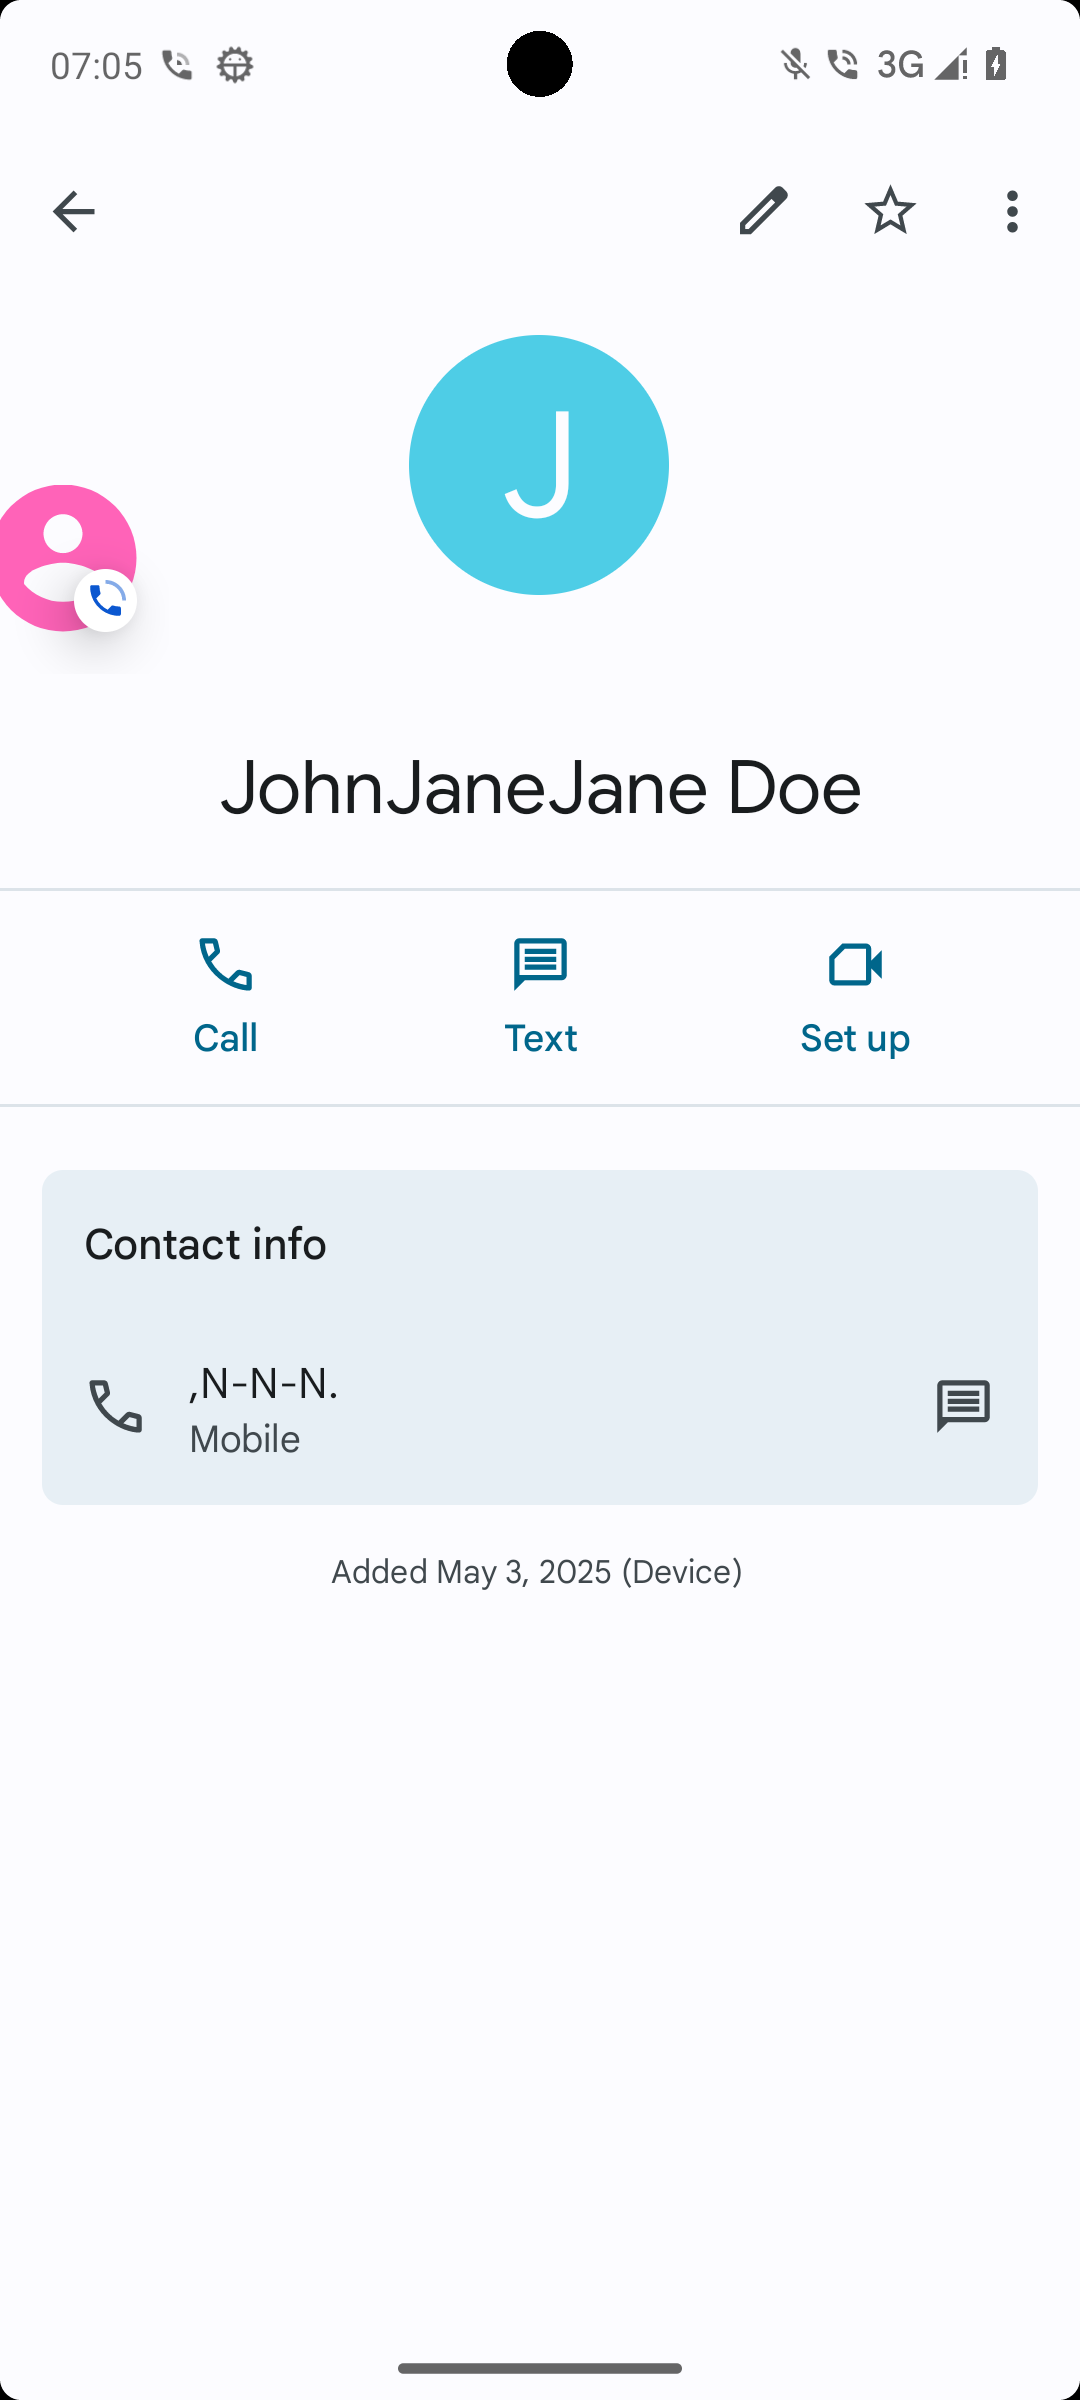 07:05
3G
J
JohnJaneJane Doe
Call
Text
Set up
Contact info
,N-N-N.
Mobile
Added May 3, 2025 (Device)